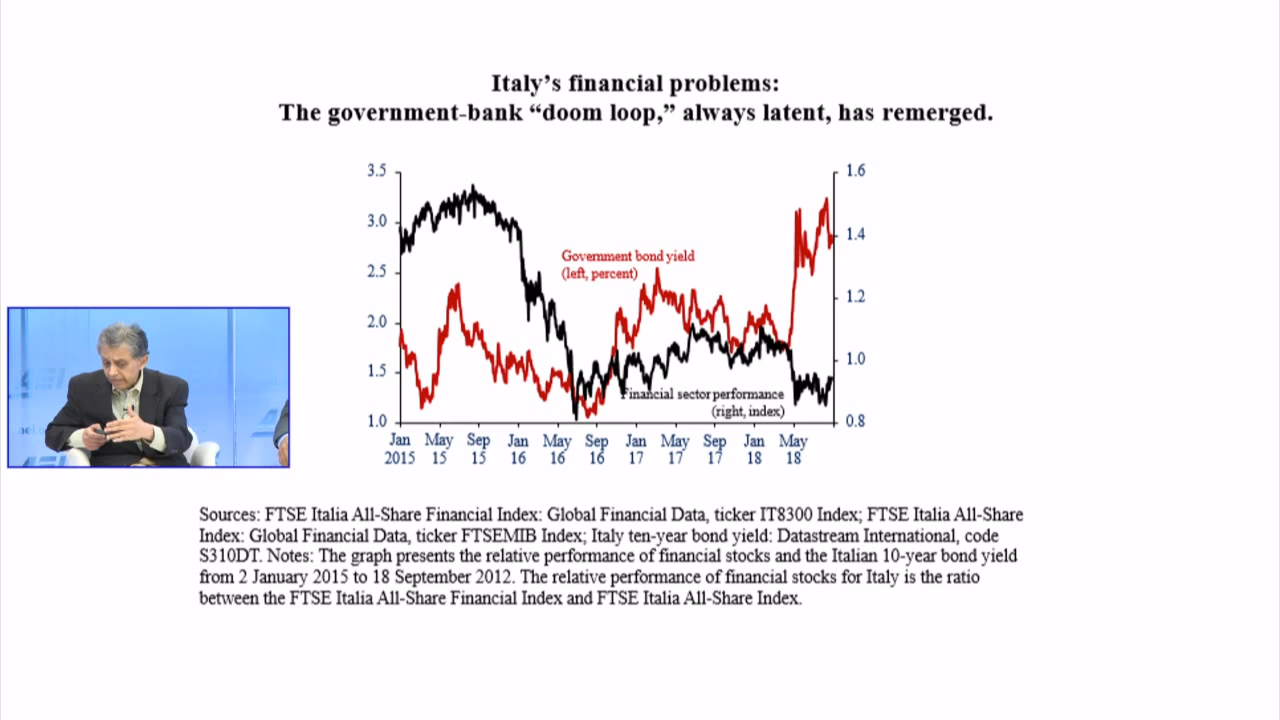 Italy's financial problems:
The government-bank “doom loop,” always latent, has remerged.
3.5
3.0
2.5
2.0
1.5
1.0
1.6
1.4
1.2
1.0
0.8
Government bond yield
(left, percent)
Financial sector performance
(right, index)
Jan May Sep Jan May Sep Jan May Sep Jan May
2015 15 15 16 16 16 17 17 17 18 18
Sources: FTSE Italia All-Share Financial Index: Global Financial Data, ticker IT8300 Index; FTSE Italia All-Share
Index: Global Financial Data, ticker FTSEMIB Index; Italy ten-year bond yield: Datastream International, code
S310DT. Notes: The graph presents the relative performance of financial stocks and the Italian 10-year bond yield
from 2 January 2015 to 18 September 2012. The relative performance of financial stocks for Italy is the ratio
between the FTSE Italia All-Share Financial Index and FTSE Italia All-Share Index.